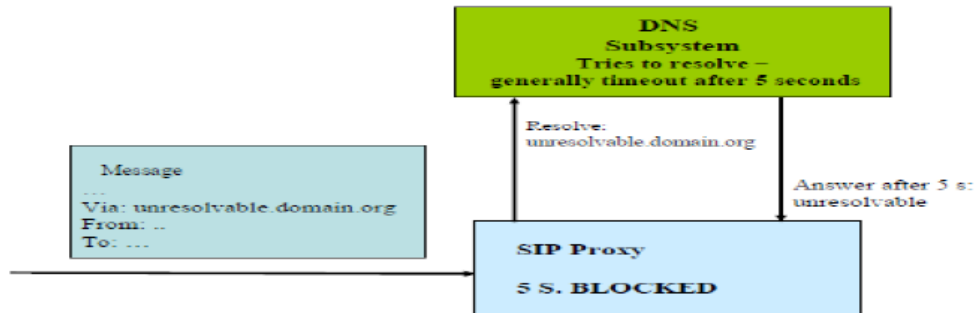 DNS
Subsystem
Tries to resolve –
generally timeout after 5 seconds
Resolve:
unresolvable.domain.org
Message
...
Via: unresolvable.domain.org
From: ..
To: ...
Answer after 5 s:
unresolvable
SIP Proxy
5 S. BLOCKED